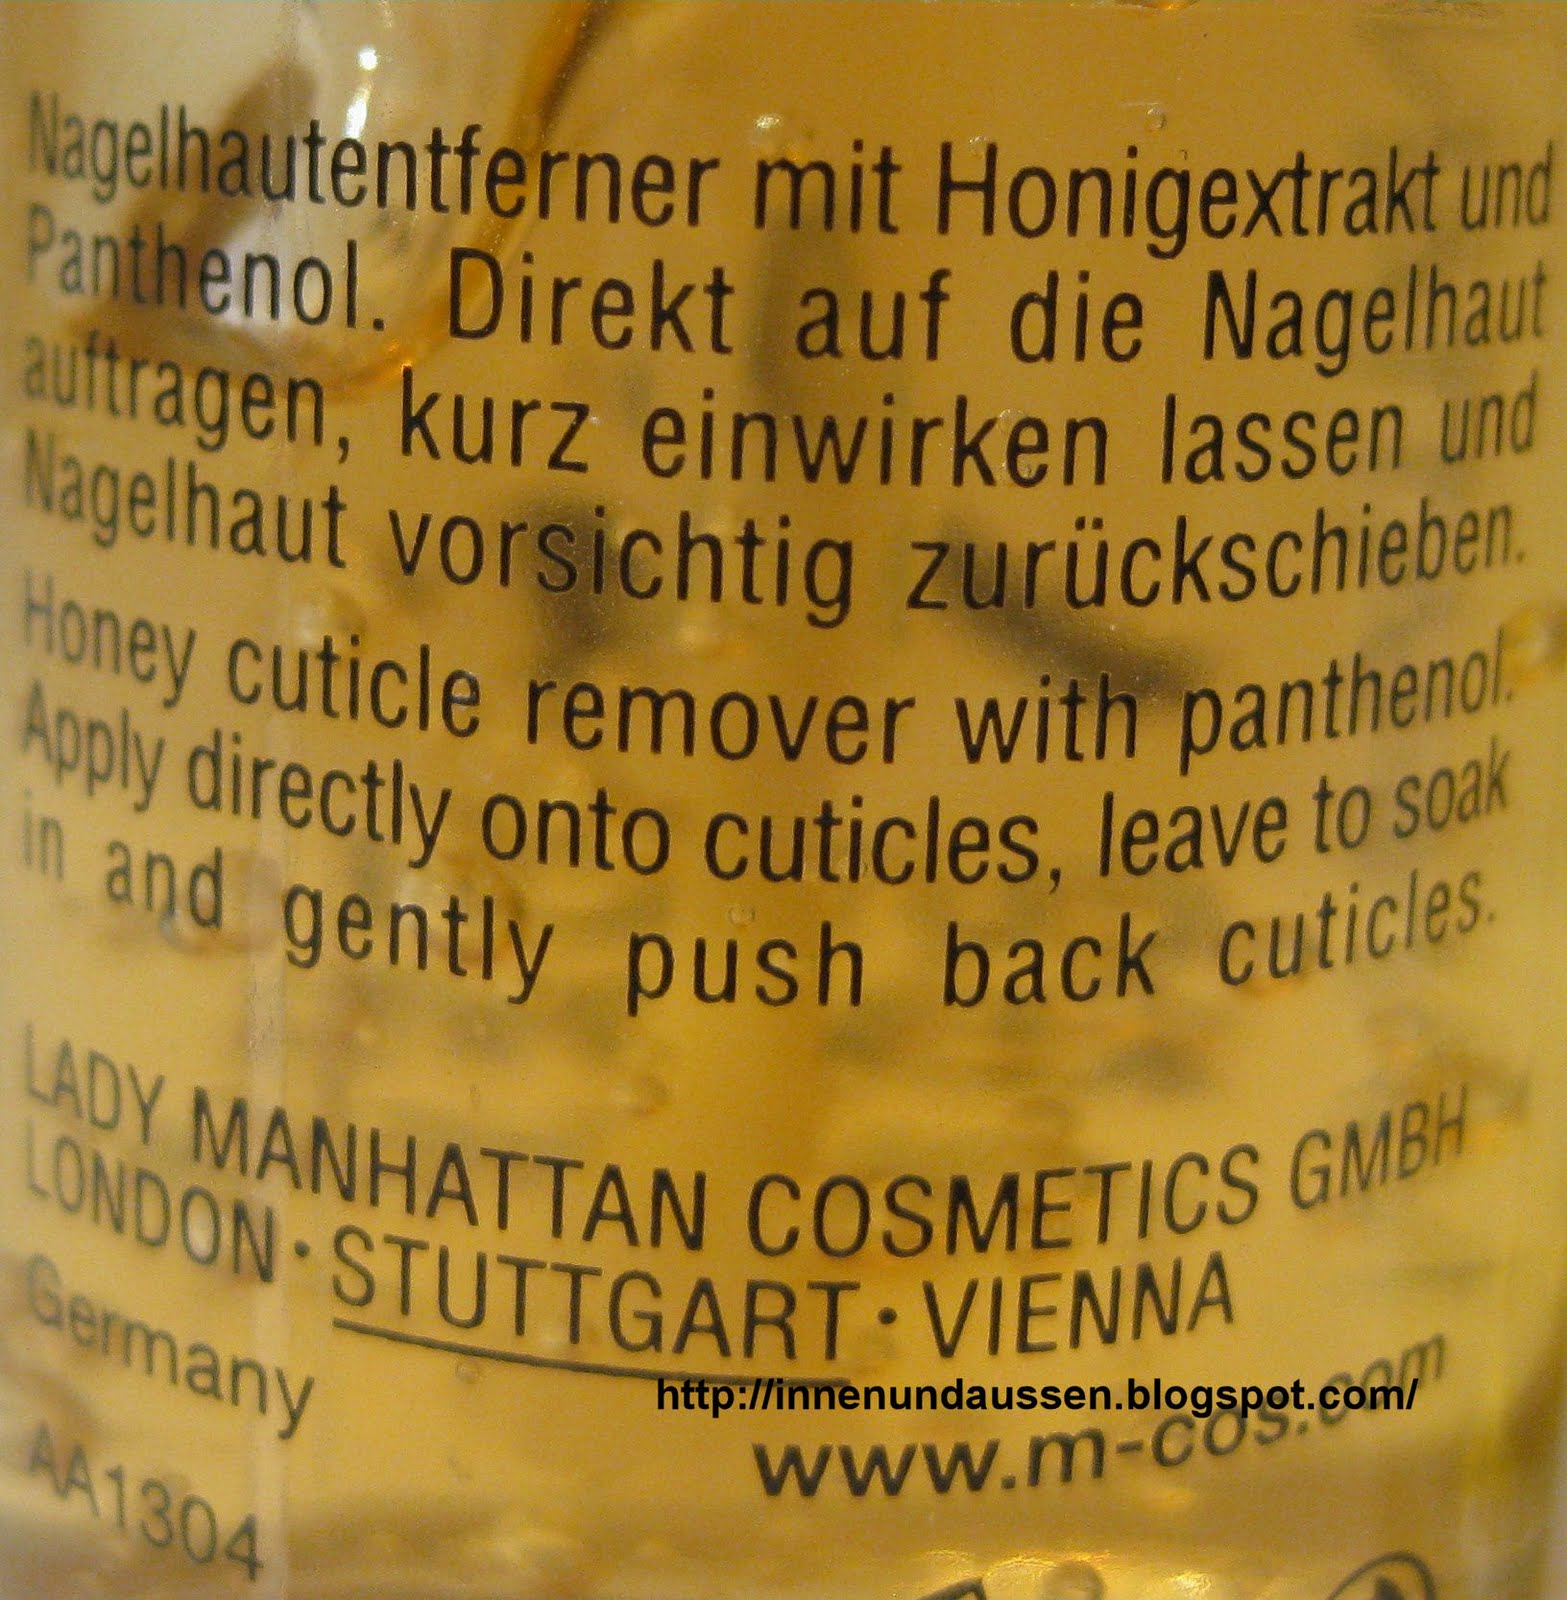 Nagelhautentferner mit Honigextrakt und
Panthenol. Direkt auf die Nagelhaut
auftragen, kurz einwirken lassen und
Nagelhaut vorsichtig zurückschieben.
Honey cuticle remover with panthenol.
Apply directly onto cuticles, leave to soak
in and gently push back cuticles.
LADY MANHATTAN COSMETICS GMBH
LONDON · STUTTGART · VIENNA
Germany
http://innenundaussen.blogspot.com/
www.m-cos.com
AA1304